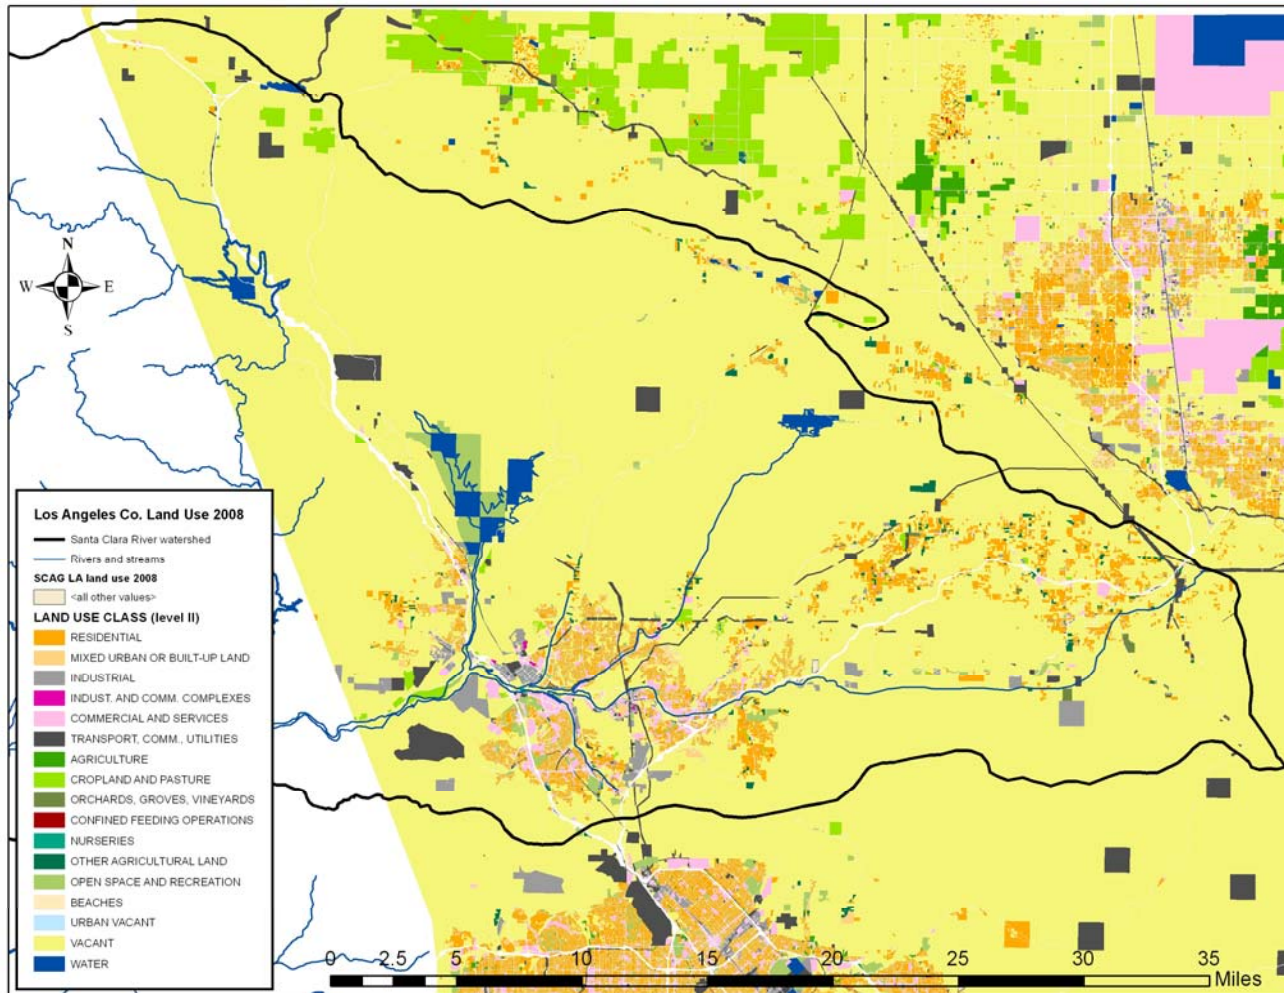 N
W E
S
Los Angeles Co. Land Use 2008
Santa Clara River watershed
Rivers and streams
SCAG LA land use 2008
<all other values>
LAND USE CLASS (level II)
RESIDENTIAL
MIXED URBAN OR BUILT-UP LAND
INDUSTRIAL
INDUST. AND COMM. COMPLEXES
COMMERCIAL AND SERVICES
TRANSPORT, COMM., UTILITIES
AGRICULTURE
CROPLAND AND PASTURE
ORCHARDS, GROVES, VINEYARDS
CONFINED FEEDING OPERATIONS
NURSERIES
OTHER AGRICULTURAL LAND
OPEN SPACE AND RECREATION
BEACHES
URBAN VACANT
VACANT
WATER
0 2.5 5 10 15 20 25 30 35
Miles